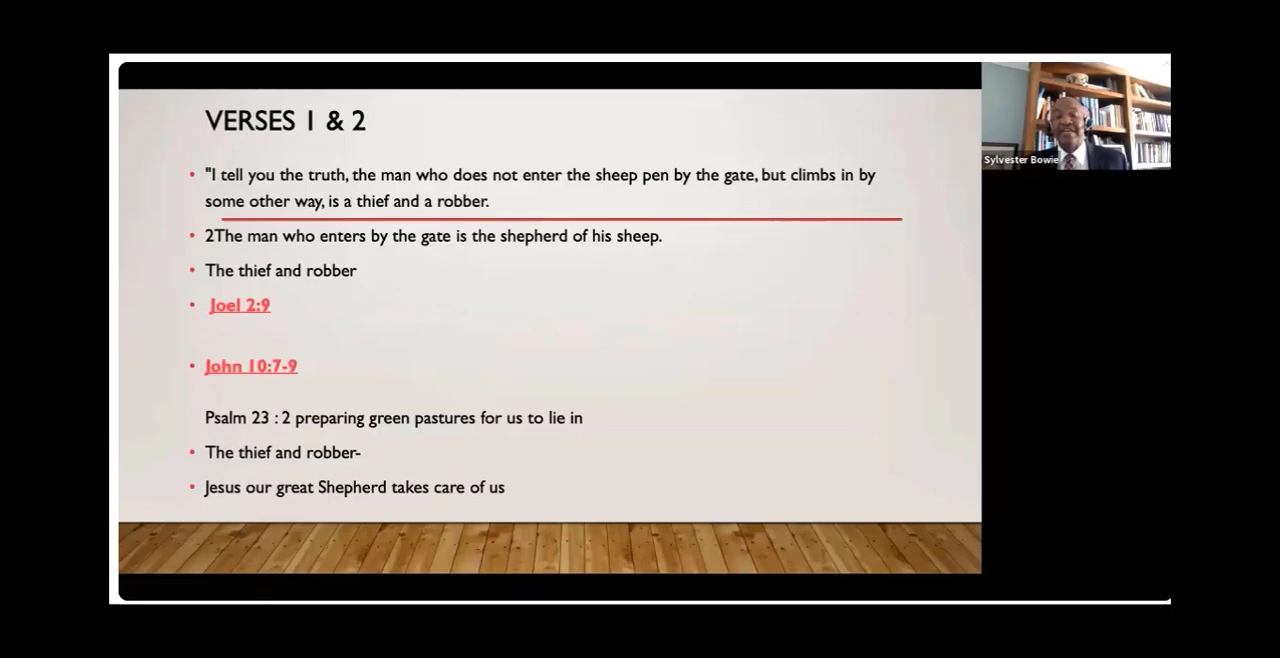 VERSES 1 & 2
• "I tell you the truth, the man who does not enter the sheep pen by the gate, but climbs in by
some other way, is a thief and a robber.
• 2The man who enters by the gate is the shepherd of his sheep.
• The thief and robber
• Joel 2:9
• John 10:7-9
Psalm 23 : 2 preparing green pastures for us to lie in
• The thief and robber-
• Jesus our great Shepherd takes care of us
Sylvester Bowie